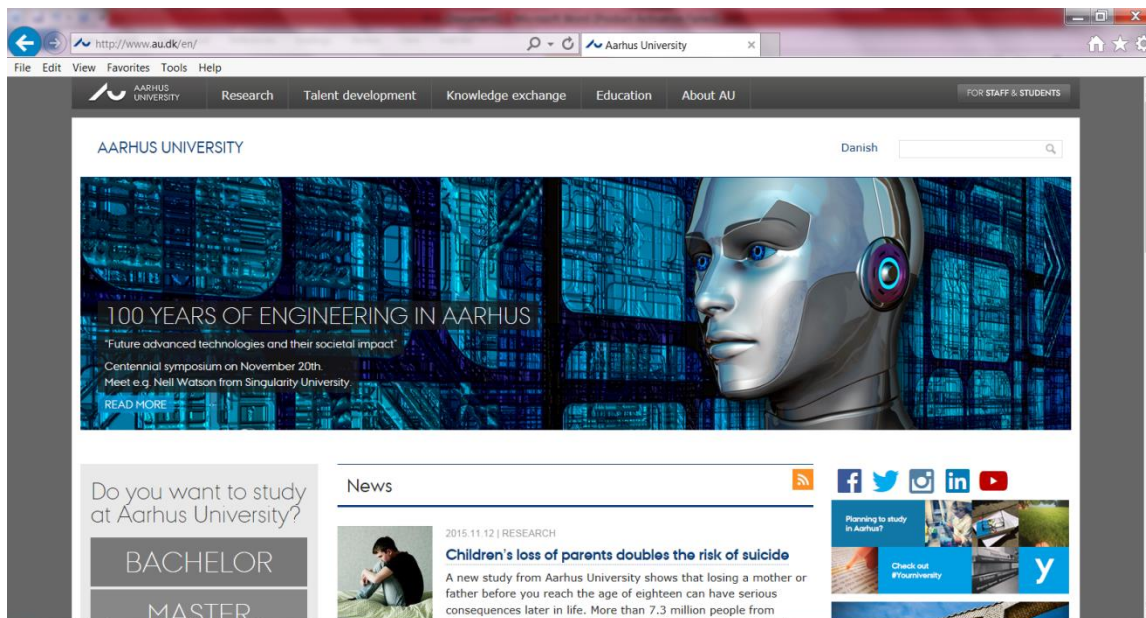 http://www.au.dk/en/
Aarhus University
File Edit View Favorites Tools Help
AARHUS
UNIVERSITY
Research
Talent development
Knowledge exchange
Education
About AU
FOR STAFF & STUDENTS
AARHUS UNIVERSITY
Danish
100 YEARS OF ENGINEERING IN AARHUS
"Future advanced technologies and their societal impact"
Centennial symposium on November 20th.
Meet e.g. Nell Watson from Singularity University.
READ MORE
Do you want to study
at Aarhus University?
BACHELOR
MASTER
News
2015.11.12 | RESEARCH
Children's loss of parents doubles the risk of suicide
A new study from Aarhus University shows that losing a mother or
father before you reach the age of eighteen can have serious
consequences later in life. More than 7.3 million people from
Planning to study
in Aarhus?
Check out
#Yourniversity
y